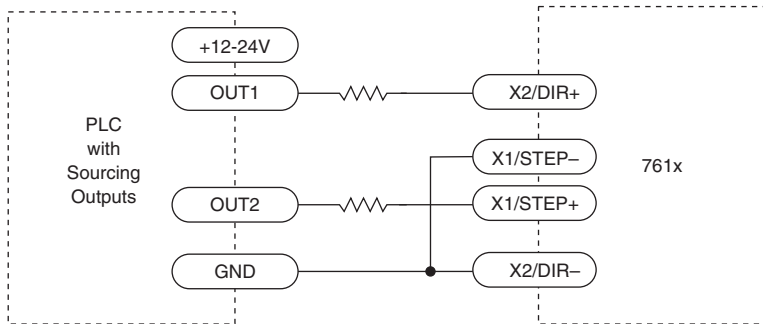 +12-24V
OUT1
X2/DIR+
PLC
with
Sourcing
Outputs
X1/STEP–
761x
OUT2
X1/STEP+
GND
X2/DIR–